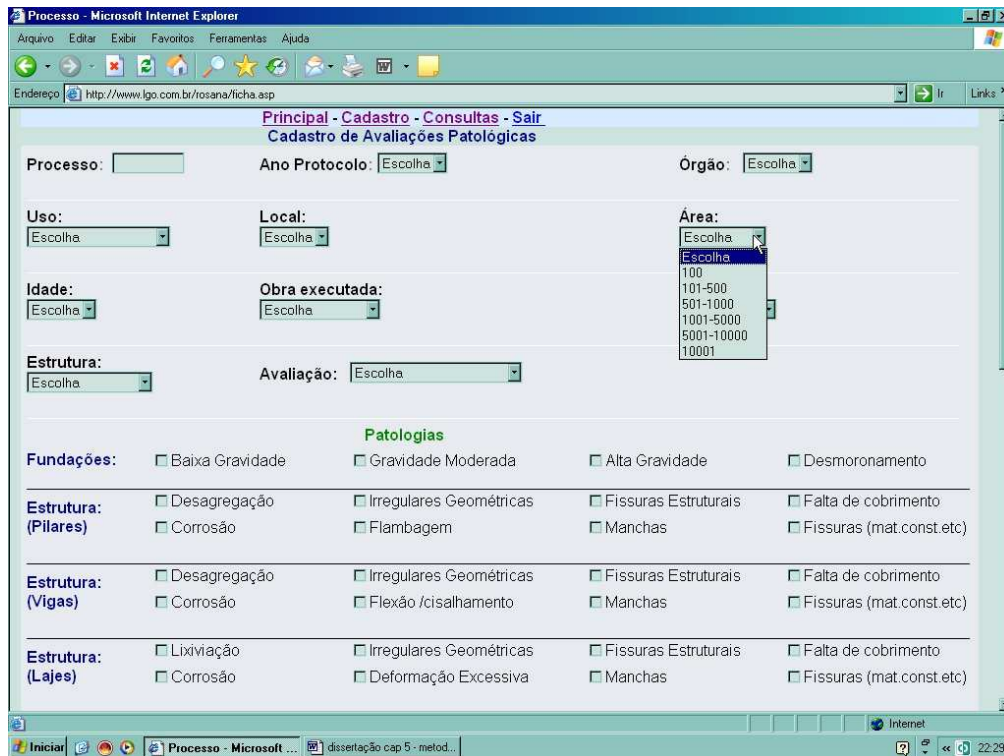 Processo - Microsoft Internet Explorer
Arquivo Editar Exibir Favoritos Ferramentas Ajuda
Endereço http://www.lgo.com.br/rosana/ficha.asp Ir Links
Principal - Cadastro - Consultas - Sair
Cadastro de Avaliações Patológicas
Processo: Ano Protocolo: Escolha Órgão: Escolha
Uso: Local: Área:
Escolha Escolha Escolha
Escolha
100
101-500
501-1000
1001-5000
5001-10000
10001
Idade: Obra executada:
Escolha Escolha
Estrutura: Avaliação: Escolha
Escolha
Patologias
Fundações: Baixa Gravidade Gravidade Moderada Alta Gravidade Desmoronamento
Estrutura: (Pilares) Desagregação Irregulares Geométricas Fissuras Estruturais Falta de cobrimento
Corrosão Flambagem Manchas Fissuras (mat.const.etc)
Estrutura: (Vigas) Desagregação Irregulares Geométricas Fissuras Estruturais Falta de cobrimento
Corrosão Flexão /cisalhamento Manchas Fissuras (mat.const.etc)
Estrutura: (Lajes) Lixiviação Irregulares Geométricas Fissuras Estruturais Falta de cobrimento
Corrosão Deformação Excessiva Manchas Fissuras (mat.const.etc)
Internet
Iniciar Processo - Microsoft ... dissertação cap 5 - metod...